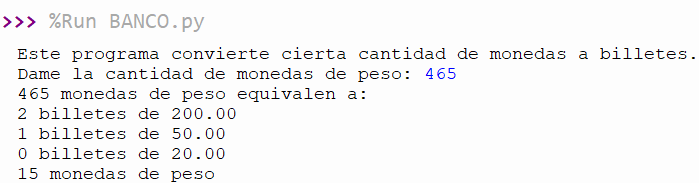 >>> %Run BANCO.py
Este programa convierte cierta cantidad de monedas a billetes.
Dame la cantidad de monedas de peso: 465
465 monedas de peso equivalen a:
2 billetes de 200.00
1 billetes de 50.00
0 billetes de 20.00
15 monedas de peso